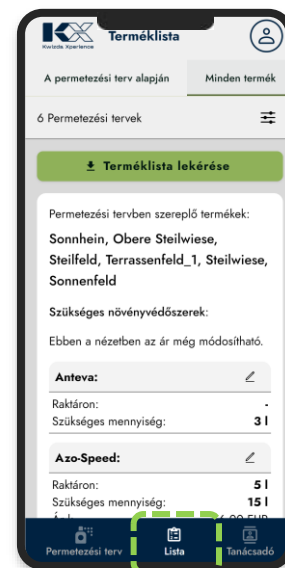 KX
Kwizda Xperience
Terméklista
A permetezési terv alapján
Minden termék
6 Permetezési tervek
Terméklista lekérése
Permetezési tervben szereplő termékek:
Sonnhein, Obere Steilwiese,
Steilfeld, Terrassenfeld_1, Steilwiese,
Sonnenfeld
Szükséges növényvédőszerek:
Ebben a nézetben az ár még módosítható.
Anteva:
Raktáron: -
Szükséges mennyiség: 3 l
Azo-Speed:
Raktáron: 5 l
Szükséges mennyiség: 15 l
EUR
Permetezési terv
Lista
Tanácsadó